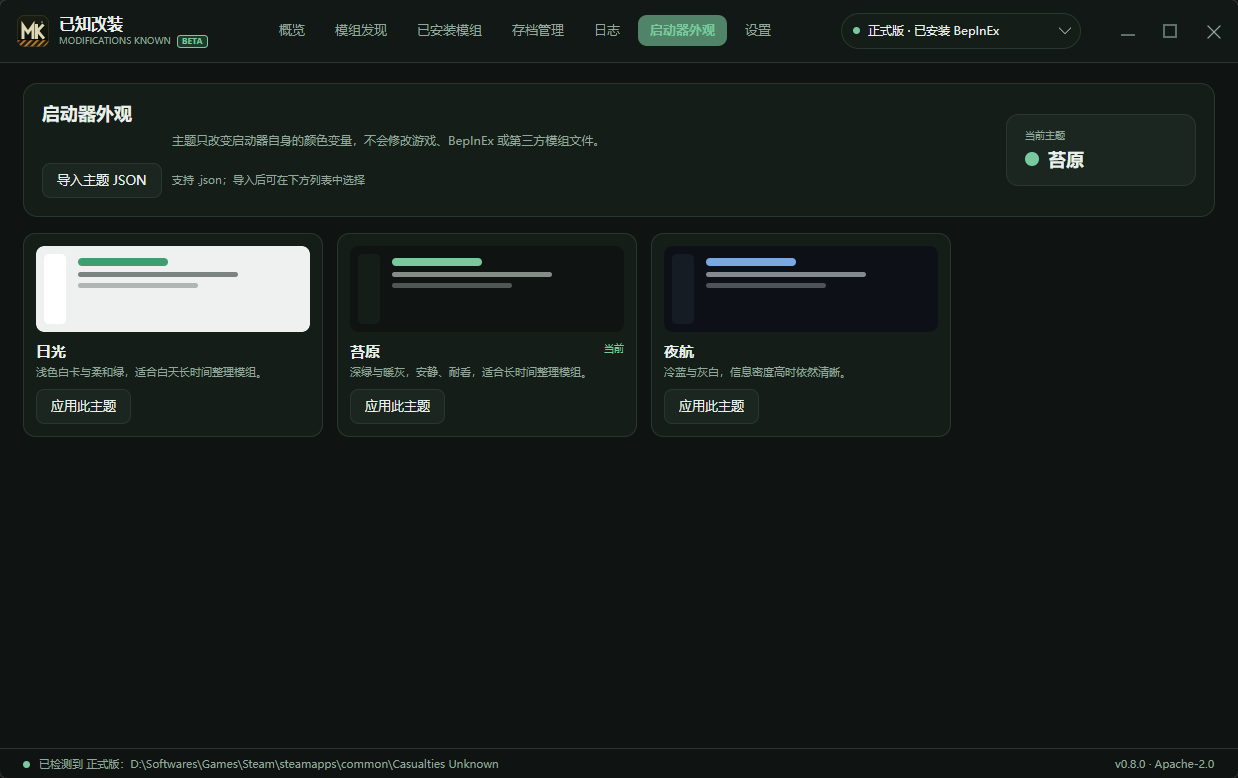 MK
已知改装
MODIFICATIONS KNOWN BETA
概览 模组发现 已安装模组 存档管理 日志 启动器外观 设置
正式版 · 已安装 BepInEx
启动器外观
主题只改变启动器自身的颜色变量，不会修改游戏、BepInEx 或第三方模组文件。
导入主题 JSON 支持 .json；导入后可在下方列表中选择
当前主题
苔原
日光
浅色白卡与柔和绿，适合白天长时间整理模组。
应用此主题
苔原 当前
深绿与暖灰，安静、耐看，适合长时间整理模组。
应用此主题
夜航
冷蓝与灰白，信息密度高时依然清晰。
应用此主题
已检测到 正式版：D:\Softwares\Games\Steam\steamapps\common\Casualties Unknown
v0.8.0 · Apache-2.0